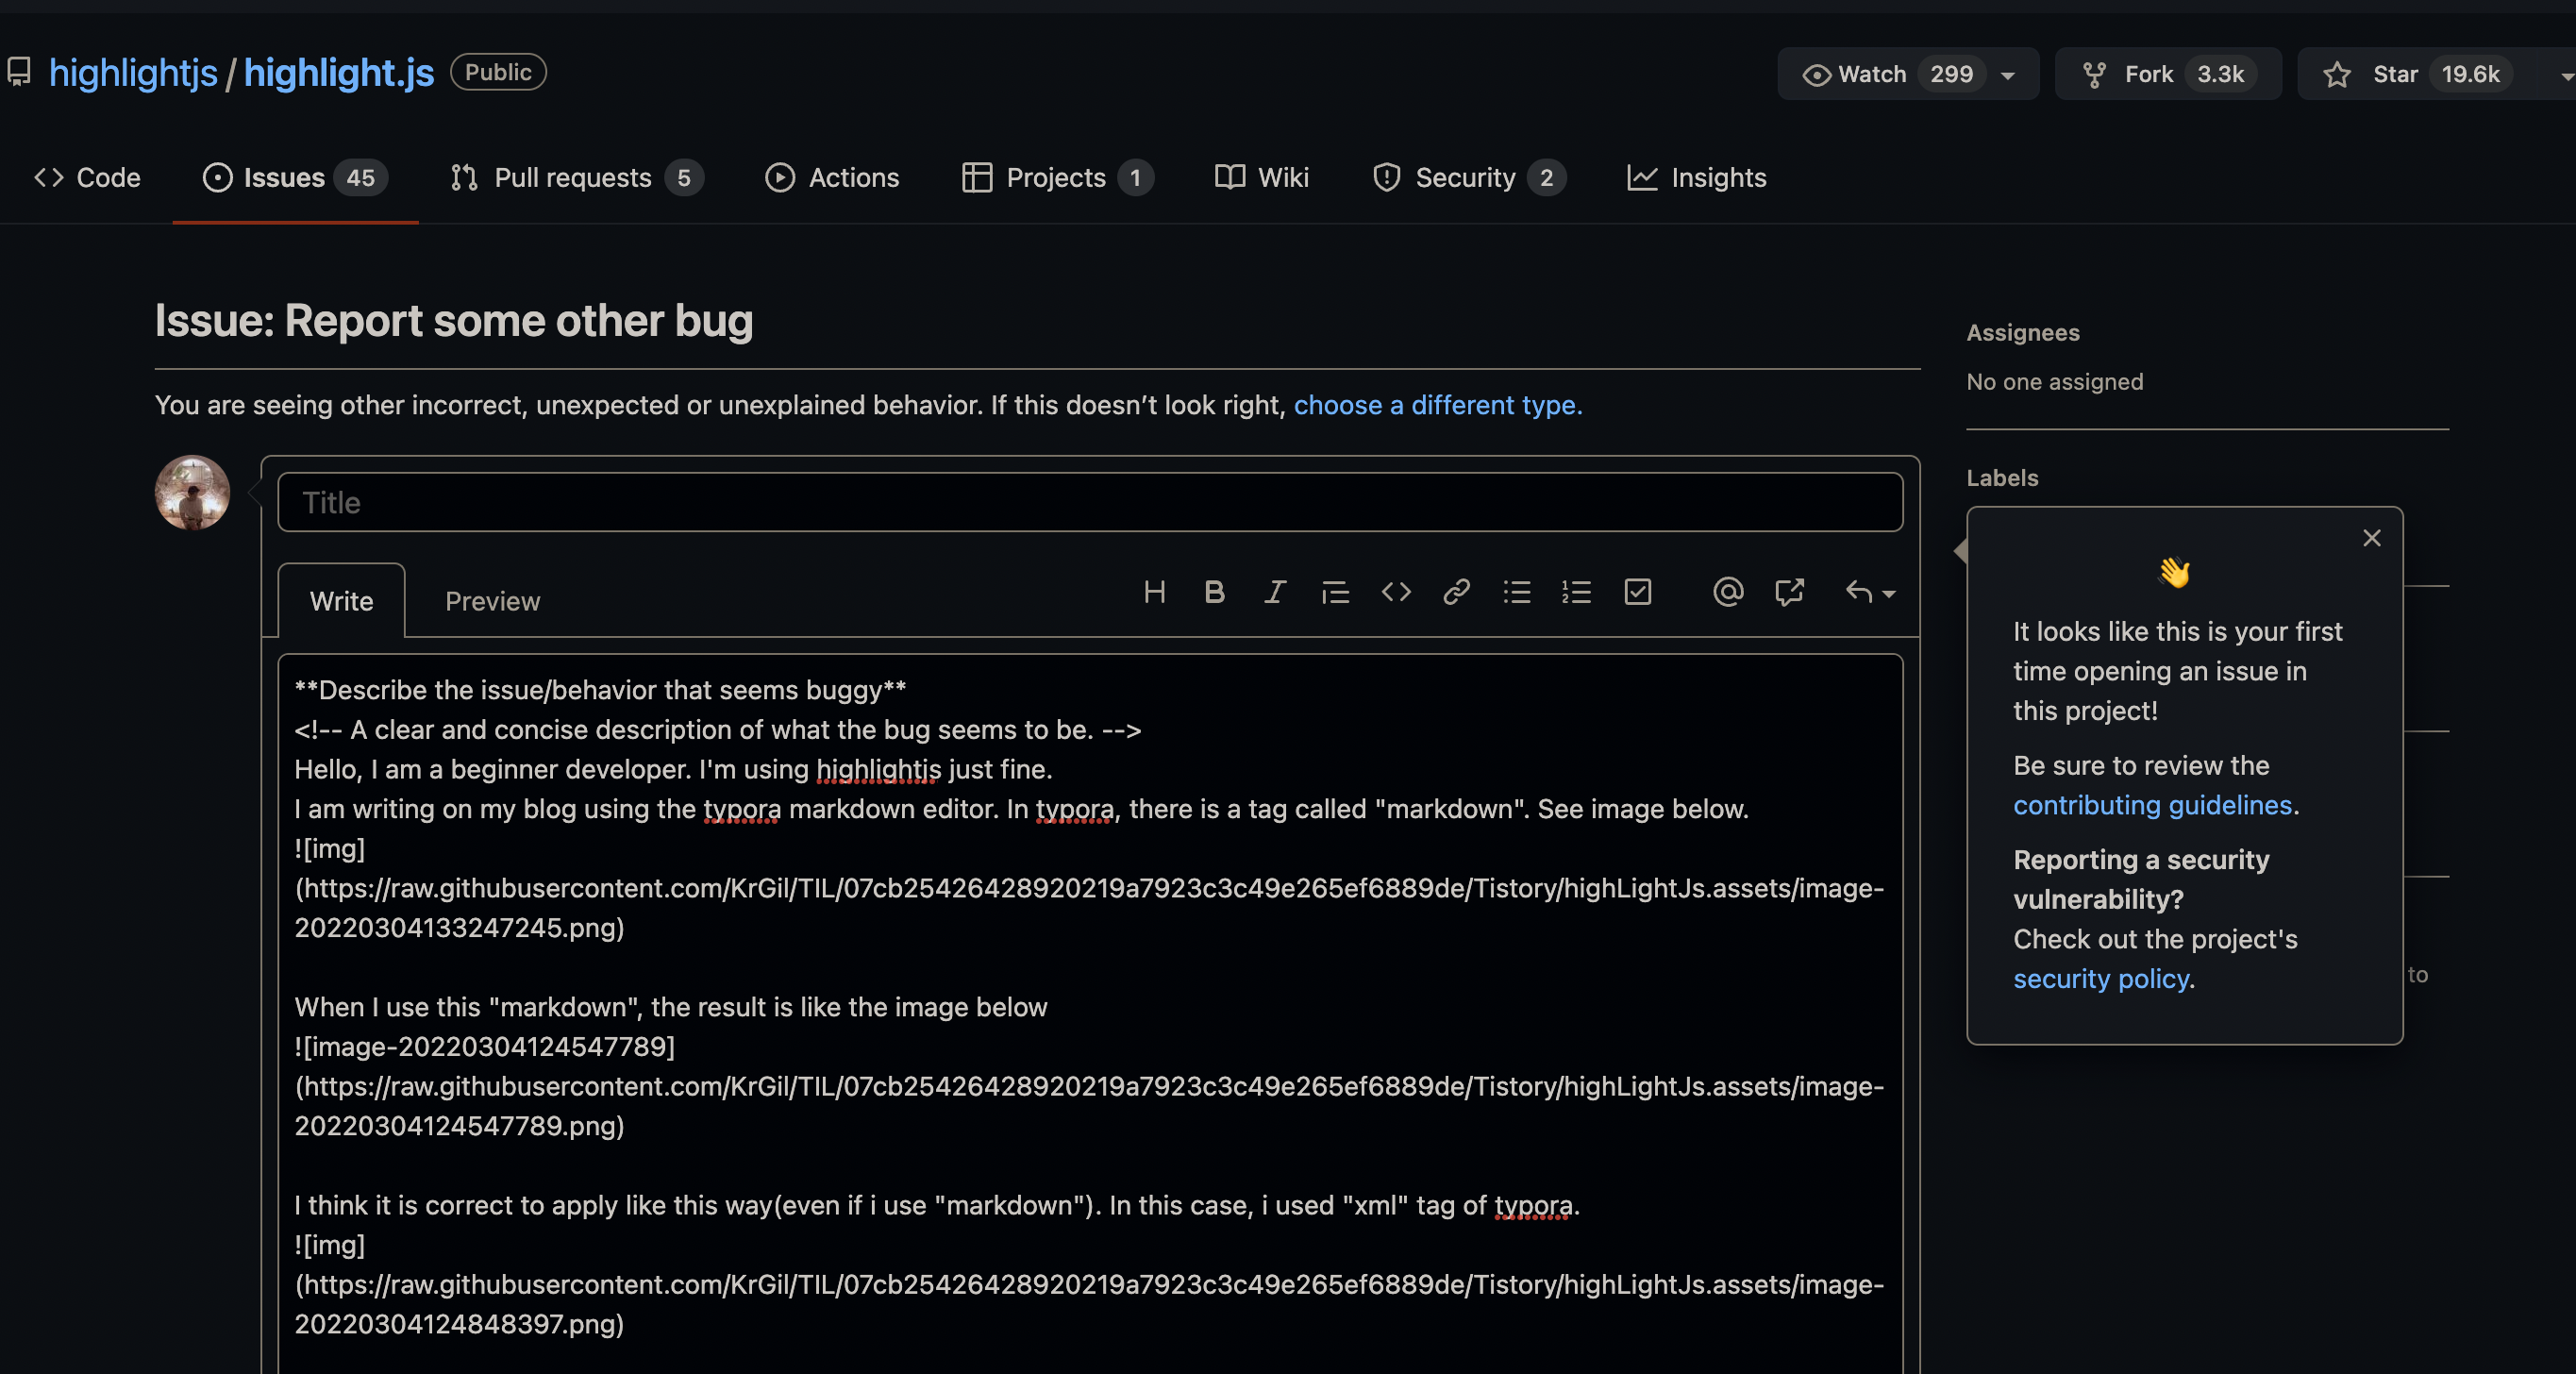 highlightjs / highlight.js Public
Watch 299
Fork 3.3k
Star 19.6k
Code
Issues 45
Pull requests 5
Actions
Projects 1
Wiki
Security 2
Insights
Issue: Report some other bug
You are seeing other incorrect, unexpected or unexplained behavior. If this doesn’t look right, choose a different type.
Title
Write
Preview
**Describe the issue/behavior that seems buggy**
<!-- A clear and concise description of what the bug seems to be. -->
Hello, I am a beginner developer. I'm using highlightjs just fine.
I am writing on my blog using the typora markdown editor. In typora, there is a tag called "markdown". See image below.
![img]
(https://raw.githubusercontent.com/KrGil/TIL/07cb25426428920219a7923c3c49e265ef6889de/Tistory/highLightJs.assets/image-
20220304133247245.png)
When I use this "markdown", the result is like the image below
![image-20220304124547789]
(https://raw.githubusercontent.com/KrGil/TIL/07cb25426428920219a7923c3c49e265ef6889de/Tistory/highLightJs.assets/image-
20220304124547789.png)
I think it is correct to apply like this way(even if i use "markdown"). In this case, i used "xml" tag of typora.
![img]
(https://raw.githubusercontent.com/KrGil/TIL/07cb25426428920219a7923c3c49e265ef6889de/Tistory/highLightJs.assets/image-
20220304124848397.png)
Assignees
No one assigned
Labels
It looks like this is your first
time opening an issue in
this project!
Be sure to review the
contributing guidelines.
Reporting a security
vulnerability?
Check out the project's
security policy.
to